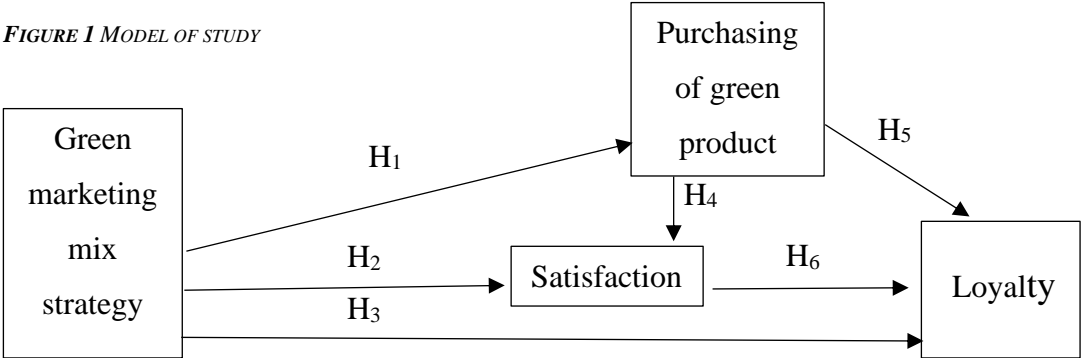 FIGURE 1 MODEL OF STUDY
Purchasing
of green
product
Green
marketing
mix
strategy
H1
H5
H4
H2
Satisfaction
H6
Loyalty
H3